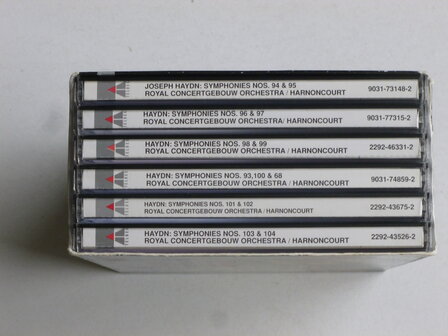 JOSEPH HAYDN: SYMPHONIES NOS. 94 & 95
ROYAL CONCERTGEBOUW ORCHESTRA / HARNONCOURT
9031-73148-2
HAYDN: SYMPHONIES NOS. 96 & 97
ROYAL CONCERTGEBOUW ORCHESTRA / HARNONCOURT
9031-77315-2
HAYDN: SYMPHONIES NOS. 98 & 99
ROYAL CONCERTGEBOUW ORCHESTRA / HARNONCOURT
2292-46331-2
HAYDN: SYMPHONIES NOS. 93,100 & 68
ROYAL CONCERTGEBOUW ORCHESTRA / HARNONCOURT
9031-74859-2
HAYDN: SYMPHONIES NOS. 101 & 102
ROYAL CONCERTGEBOUW ORCHESTRA / HARNONCOURT
2292-43675-2
HAYDN: SYMPHONIES NOS. 103 & 104
ROYAL CONCERTGEBOUW ORCHESTRA / HARNONCOURT
2292-43526-2